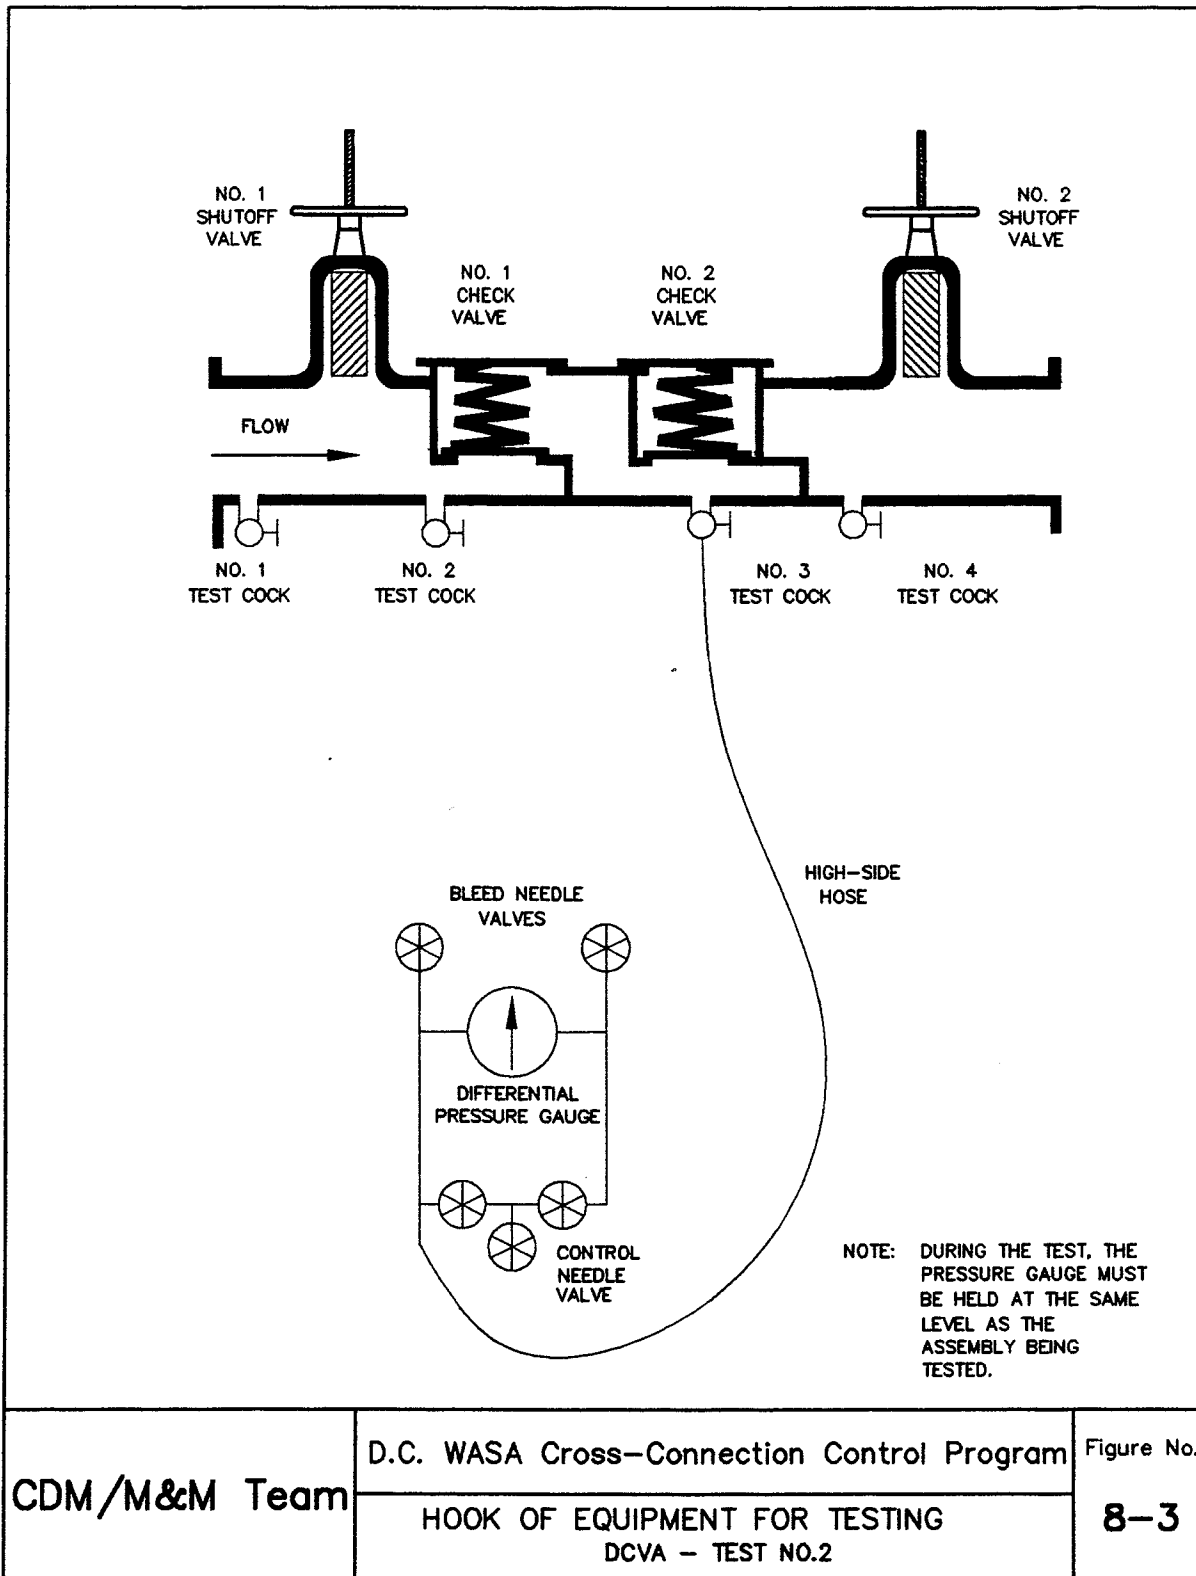 NO. 1
SHUTOFF
VALVE
NO. 2
SHUTOFF
VALVE
NO. 1
CHECK
VALVE
NO. 2
CHECK
VALVE
FLOW
NO. 1
TEST COCK
NO. 2
TEST COCK
NO. 3
TEST COCK
NO. 4
TEST COCK
HIGH-SIDE
HOSE
BLEED NEEDLE
VALVES
DIFFERENTIAL
PRESSURE GAUGE
CONTROL
NEEDLE
VALVE
NOTE: DURING THE TEST, THE
PRESSURE GAUGE MUST
BE HELD AT THE SAME
LEVEL AS THE
ASSEMBLY BEING
TESTED.
CDM/M&M Team
D.C. WASA Cross-Connection Control Program
HOOK OF EQUIPMENT FOR TESTING
DCVA - TEST NO.2
Figure No.
8-3